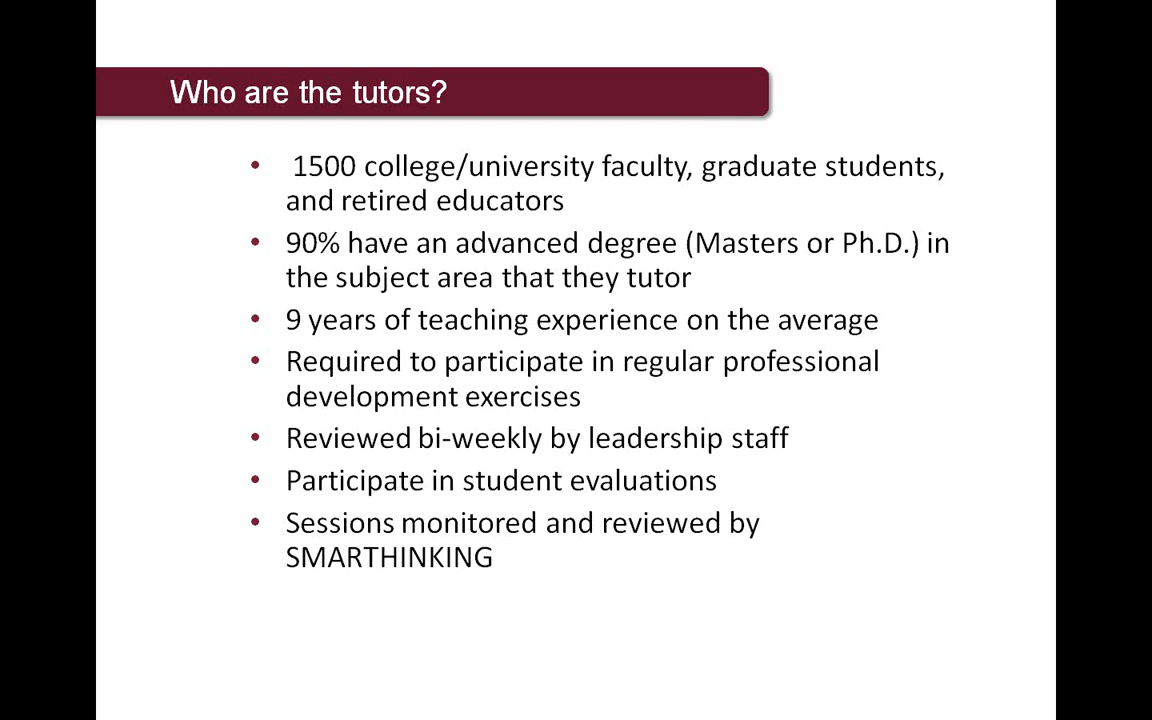 Who are the tutors?
• 1500 college/university faculty, graduate students,
and retired educators
• 90% have an advanced degree (Masters or Ph.D.) in
the subject area that they tutor
• 9 years of teaching experience on the average
• Required to participate in regular professional
development exercises
• Reviewed bi-weekly by leadership staff
• Participate in student evaluations
• Sessions monitored and reviewed by
SMARTHINKING